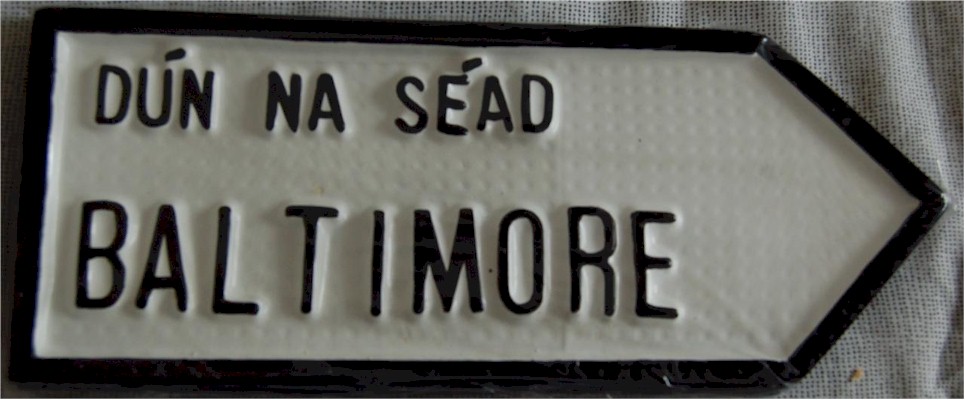 DÚN NA SÉAD
BALTIMORE